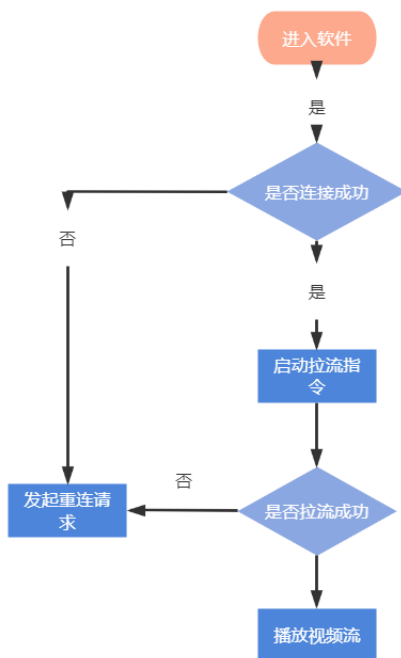 进入软件
是
是否连接成功
否
是
启动拉流指
令
否
发起重连请
求
是否拉流成功
播放视频流